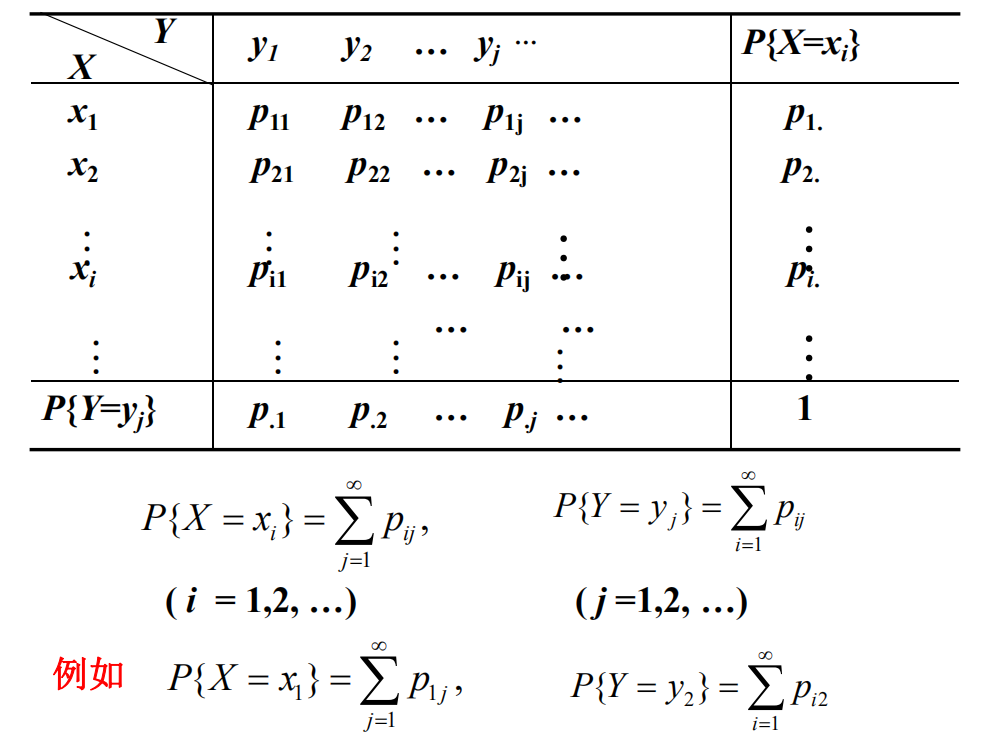 Y
X
y₁ y₂ … yⱼ … P{X=xᵢ}
x₁ p₁₁ p₁₂ … p₁ⱼ … p₁.
x₂ p₂₁ p₂₂ … p₂ⱼ … p₂.
⋮ ⋮ ⋮ ⋮ ⋮
xᵢ pᵢ₁ pᵢ₂ … pᵢⱼ … pᵢ.
… …
⋮ ⋮ ⋮ ⋮ ⋮
P{Y=yⱼ} p.₁ p.₂ … p.ⱼ … 1
P{X = xᵢ} = ∑_{j=1}^{∞} pᵢⱼ, P{Y = yⱼ} = ∑_{i=1}^{∞} pᵢⱼ
( i = 1,2, …) ( j =1,2, …)
例如 P{X = x₁} = ∑_{j=1}^{∞} p₁ⱼ, P{Y = y₂} = ∑_{i=1}^{∞} pᵢ₂